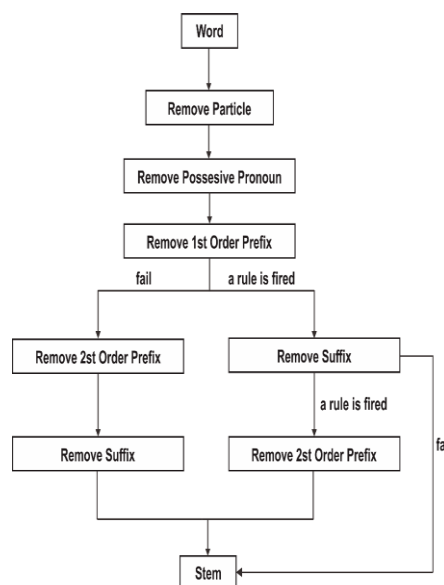 Word
Remove Particle
Remove Possesive Pronoun
Remove 1st Order Prefix
fail
a rule is fired
Remove 2st Order Prefix
Remove Suffix
a rule is fired
fa
Remove Suffix
Remove 2st Order Prefix
Stem